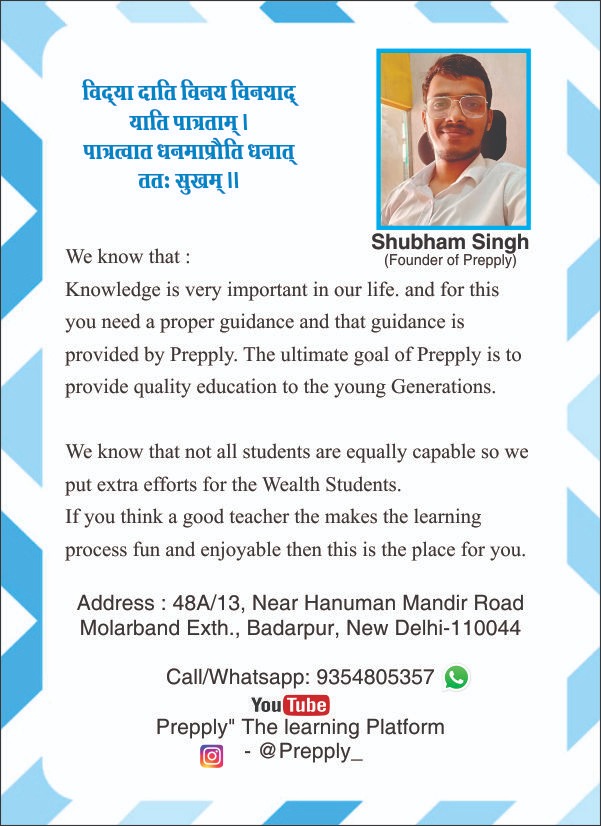 विद्या दाति विनय विनयाद्
याति पात्रताम् ।
पात्रत्वात धनमाप्रौति धनात्
ततः सुखम् ।।
Shubham Singh
(Founder of Prepply)
We know that :
Knowledge is very important in our life. and for this
you need a proper guidance and that guidance is
provided by Prepply. The ultimate goal of Prepply is to
provide quality education to the young Generations.
We know that not all students are equally capable so we
put extra efforts for the Wealth Students.
If you think a good teacher the makes the learning
process fun and enjoyable then this is the place for you.
Address : 48A/13, Near Hanuman Mandir Road
Molarband Exth., Badarpur, New Delhi-110044
Call/Whatsapp: 9354805357
YouTube
Prepply" The learning Platform
- @Prepply_